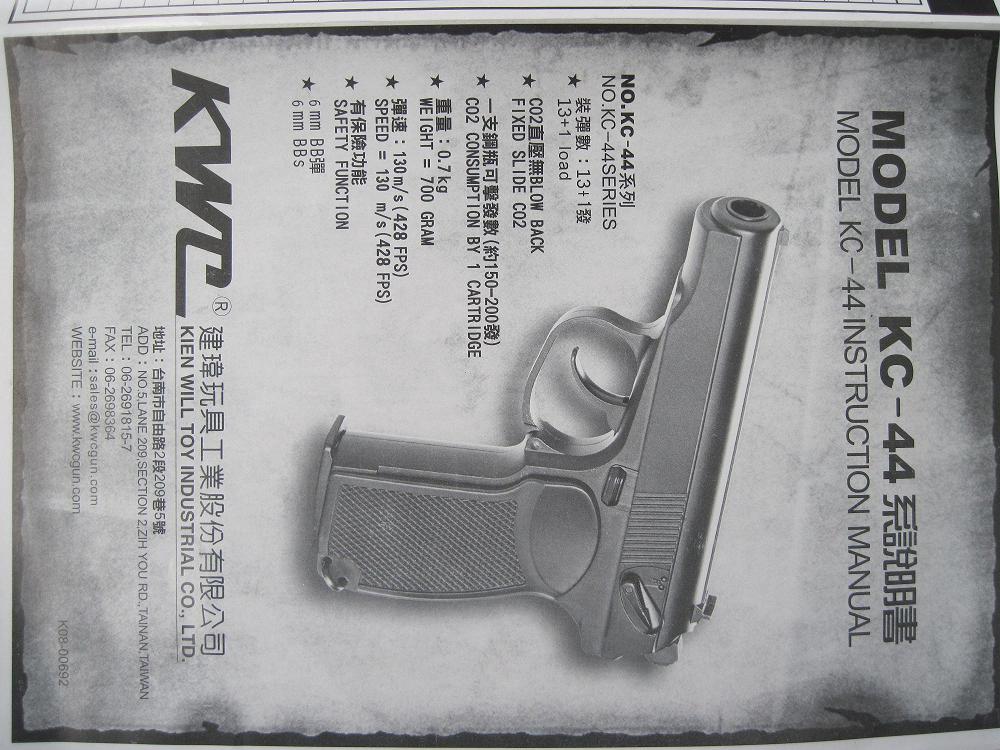 MODEL KC-44 系說明書
MODEL KC-44 INSTRUCTION MANUAL
NO.KC-44系列
NO.KC-44SERIES
★ 裝彈數：13+1發
13+1 load
★ CO2直壓無BLOW BACK
FIXED SLIDE CO2
★ 一支鋼瓶可擊發數(約150-200發)
CO2 CONSUMPTION BY 1 CARTRIDGE
★ 重量：0.7kg
WEIGHT = 700 GRAM
★ 彈速：130m/s(428 FPS)
SPEED = 130 m/s(428 FPS)
★ 有保險功能
SAFETY FUNCTION
★ 6 mm BB彈
6 mm BBs
KWC ®
建瑋玩具工業股份有限公司
KIEN WILL TOY INDUSTRIAL CO., LTD.
地址：台南市自由路2段209巷5號
ADD：NO.5,LANE 209,SECTION 2,ZIH YOU RD.,TAINAN,TAIWAN
TEL：06-2691815-7
FAX：06-2698364
e-mail：sales@kwcgun.com
WEBSITE：www.kwcgun.com
K08-00692